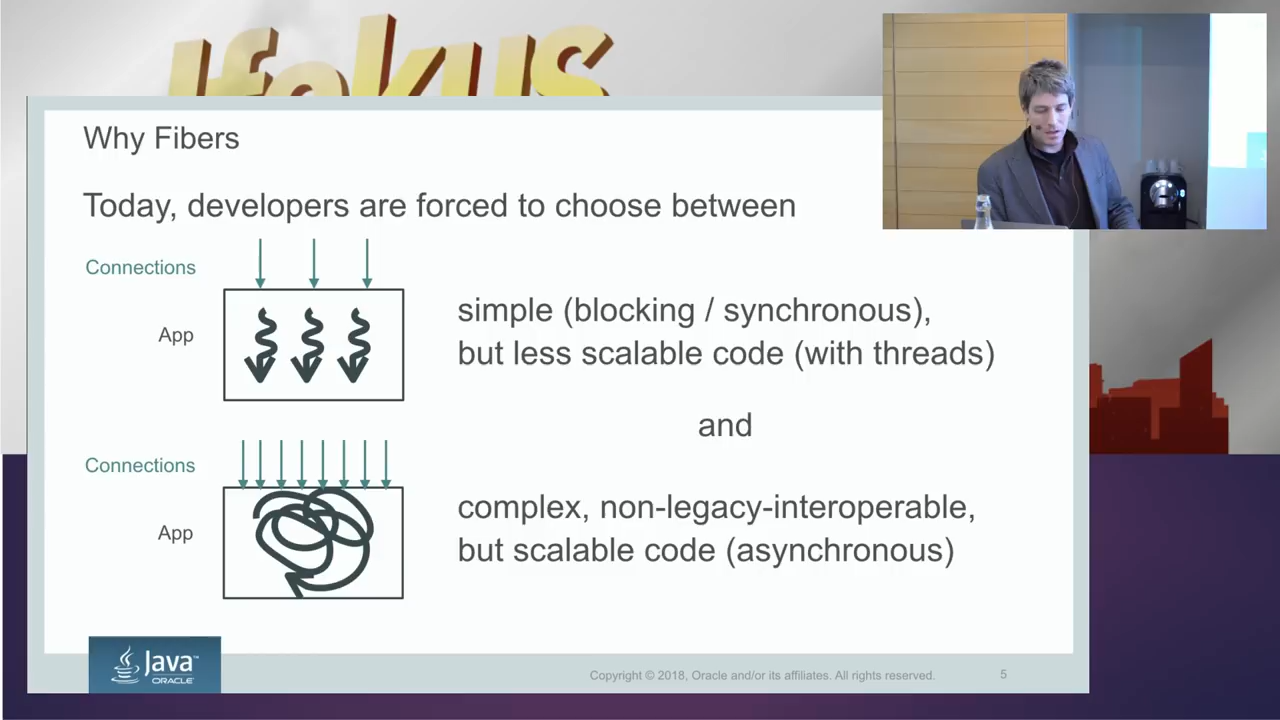 Jfokus
Why Fibers
Today, developers are forced to choose between
Connections
App
simple (blocking / synchronous),
but less scalable code (with threads)
and
Connections
App
complex, non-legacy-interoperable,
but scalable code (asynchronous)
Java™
ORACLE
Copyright © 2018, Oracle and/or its affiliates. All rights reserved.
5